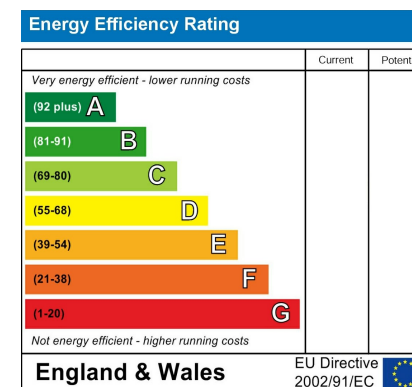 Energy Efficiency Rating
Current Potent
Very energy efficient - lower running costs
(92 plus) A
(81-91) B
(69-80) C
(55-68) D
(39-54) E
(21-38) F
(1-20) G
Not energy efficient - higher running costs
England & Wales
EU Directive
2002/91/EC